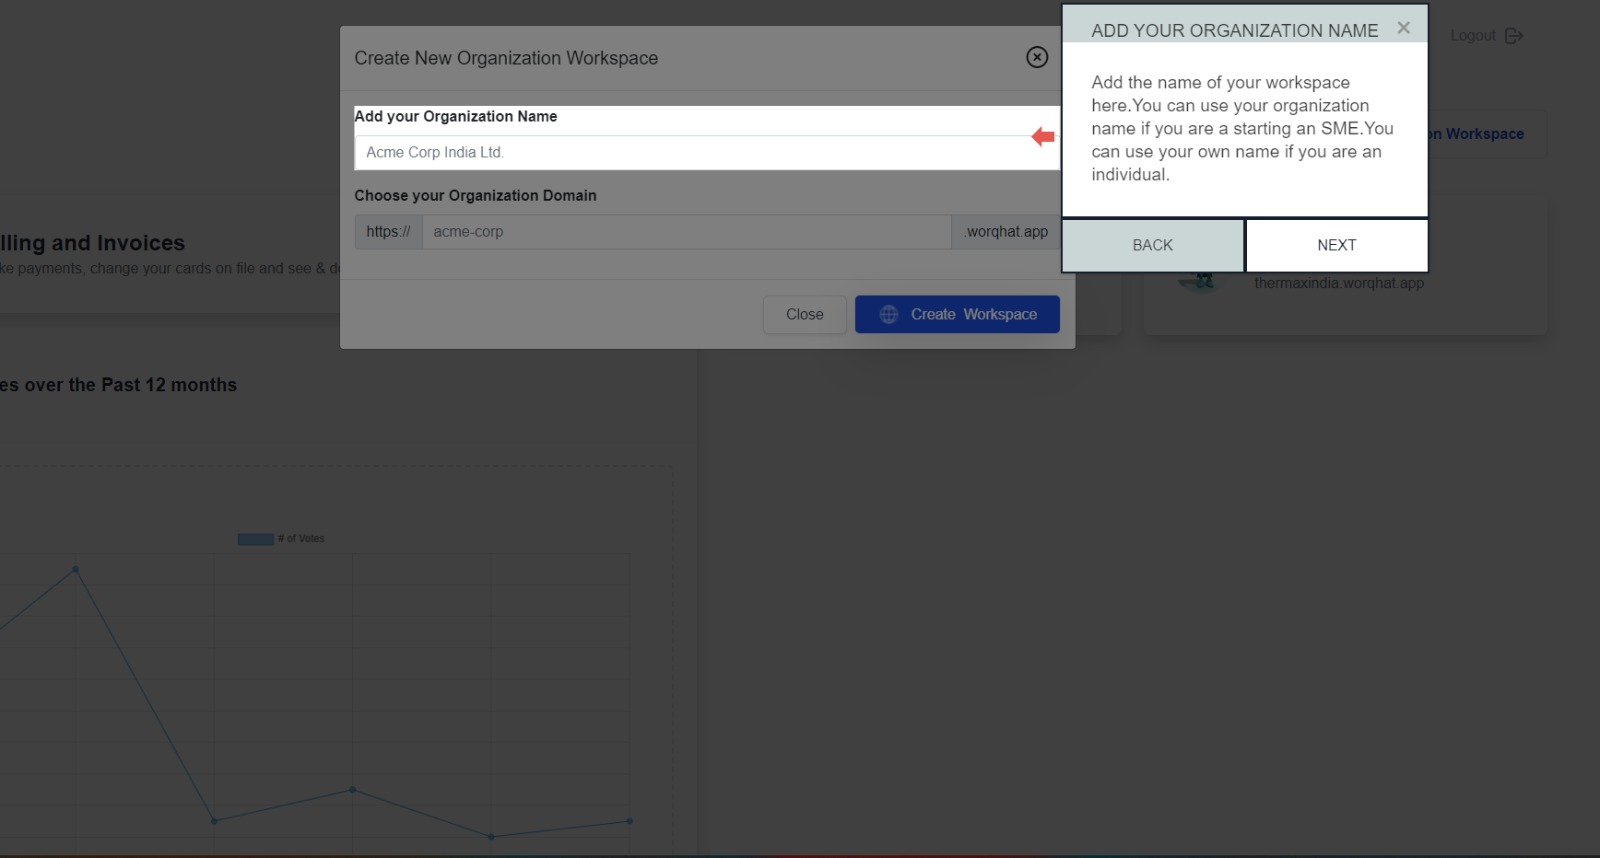 Create New Organization Workspace
Add your Organization Name
Acme Corp India Ltd.
Choose your Organization Domain
https://
acme-corp
.worqhat.app
Close
Create Workspace
ADD YOUR ORGANIZATION NAME
Add the name of your workspace
here.You can use your organization
name if you are a starting an SME.You
can use your own name if you are an
individual.
BACK
NEXT
Logout
Workspace
thermaxindia.worqhat.app
and Invoices
payments, change your cards on file and see &
over the Past 12 months
# of Votes